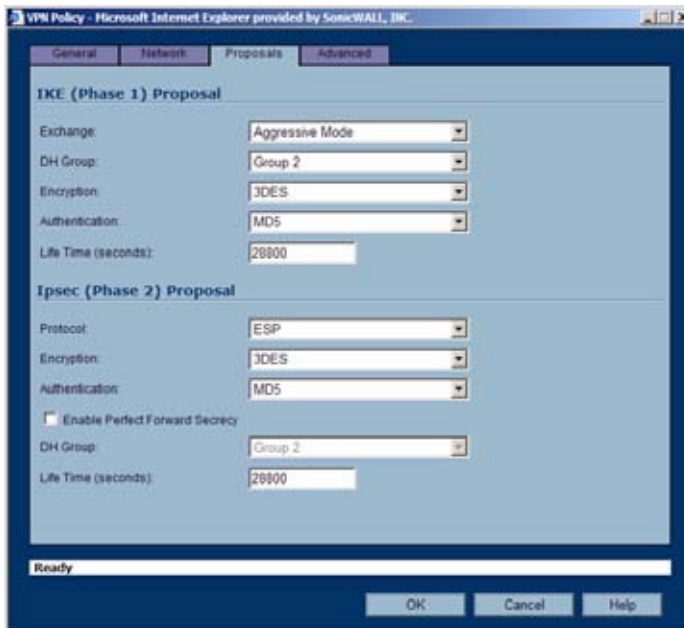 VPN Policy - Microsoft Internet Explorer provided by SonicWALL, INC.
General Network Proposals Advanced
IKE (Phase 1) Proposal
Exchange: Aggressive Mode
DH Group: Group 2
Encryption: 3DES
Authentication: MD5
Life Time (seconds): 28800
Ipsec (Phase 2) Proposal
Protocol: ESP
Encryption: 3DES
Authentication: MD5
Enable Perfect Forward Secrecy
DH Group: Group 2
Life Time (seconds): 28800
Ready
OK Cancel Help